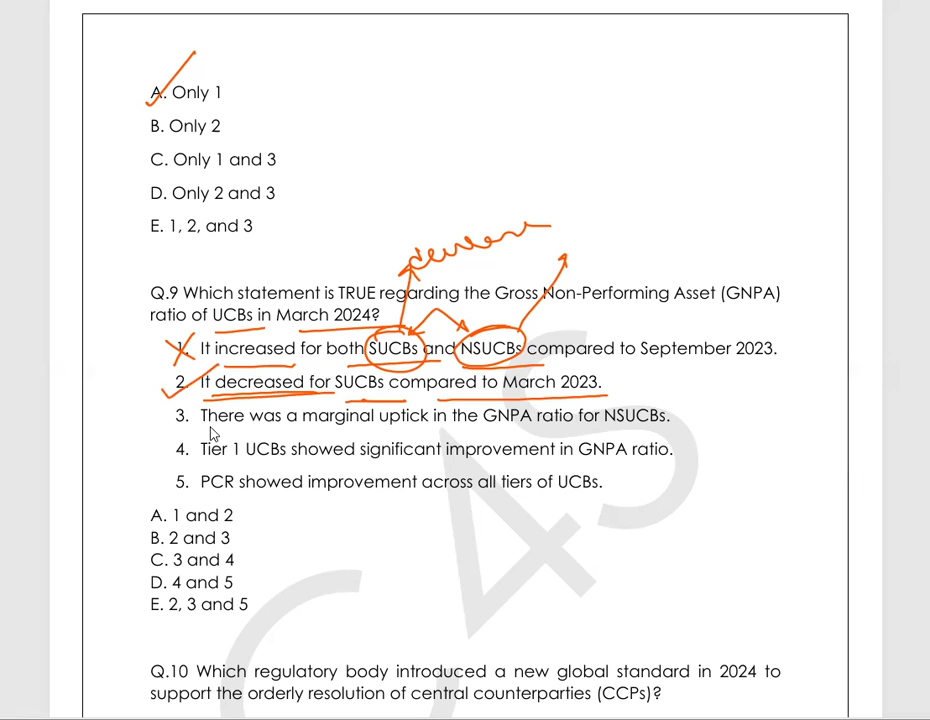 A. Only 1
B. Only 2
C. Only 1 and 3
D. Only 2 and 3
E. 1, 2, and 3
decrease
Q.9 Which statement is TRUE regarding the Gross Non-Performing Asset (GNPA)
ratio of UCBs in March 2024?
1. It increased for both SUCBs and NSUCBs compared to September 2023.
2. It decreased for SUCBs compared to March 2023.
3. There was a marginal uptick in the GNPA ratio for NSUCBs.
4. Tier 1 UCBs showed significant improvement in GNPA ratio.
5. PCR showed improvement across all tiers of UCBs.
A. 1 and 2
B. 2 and 3
C. 3 and 4
D. 4 and 5
E. 2, 3 and 5
C4S
Q.10 Which regulatory body introduced a new global standard in 2024 to
support the orderly resolution of central counterparties (CCPs)?